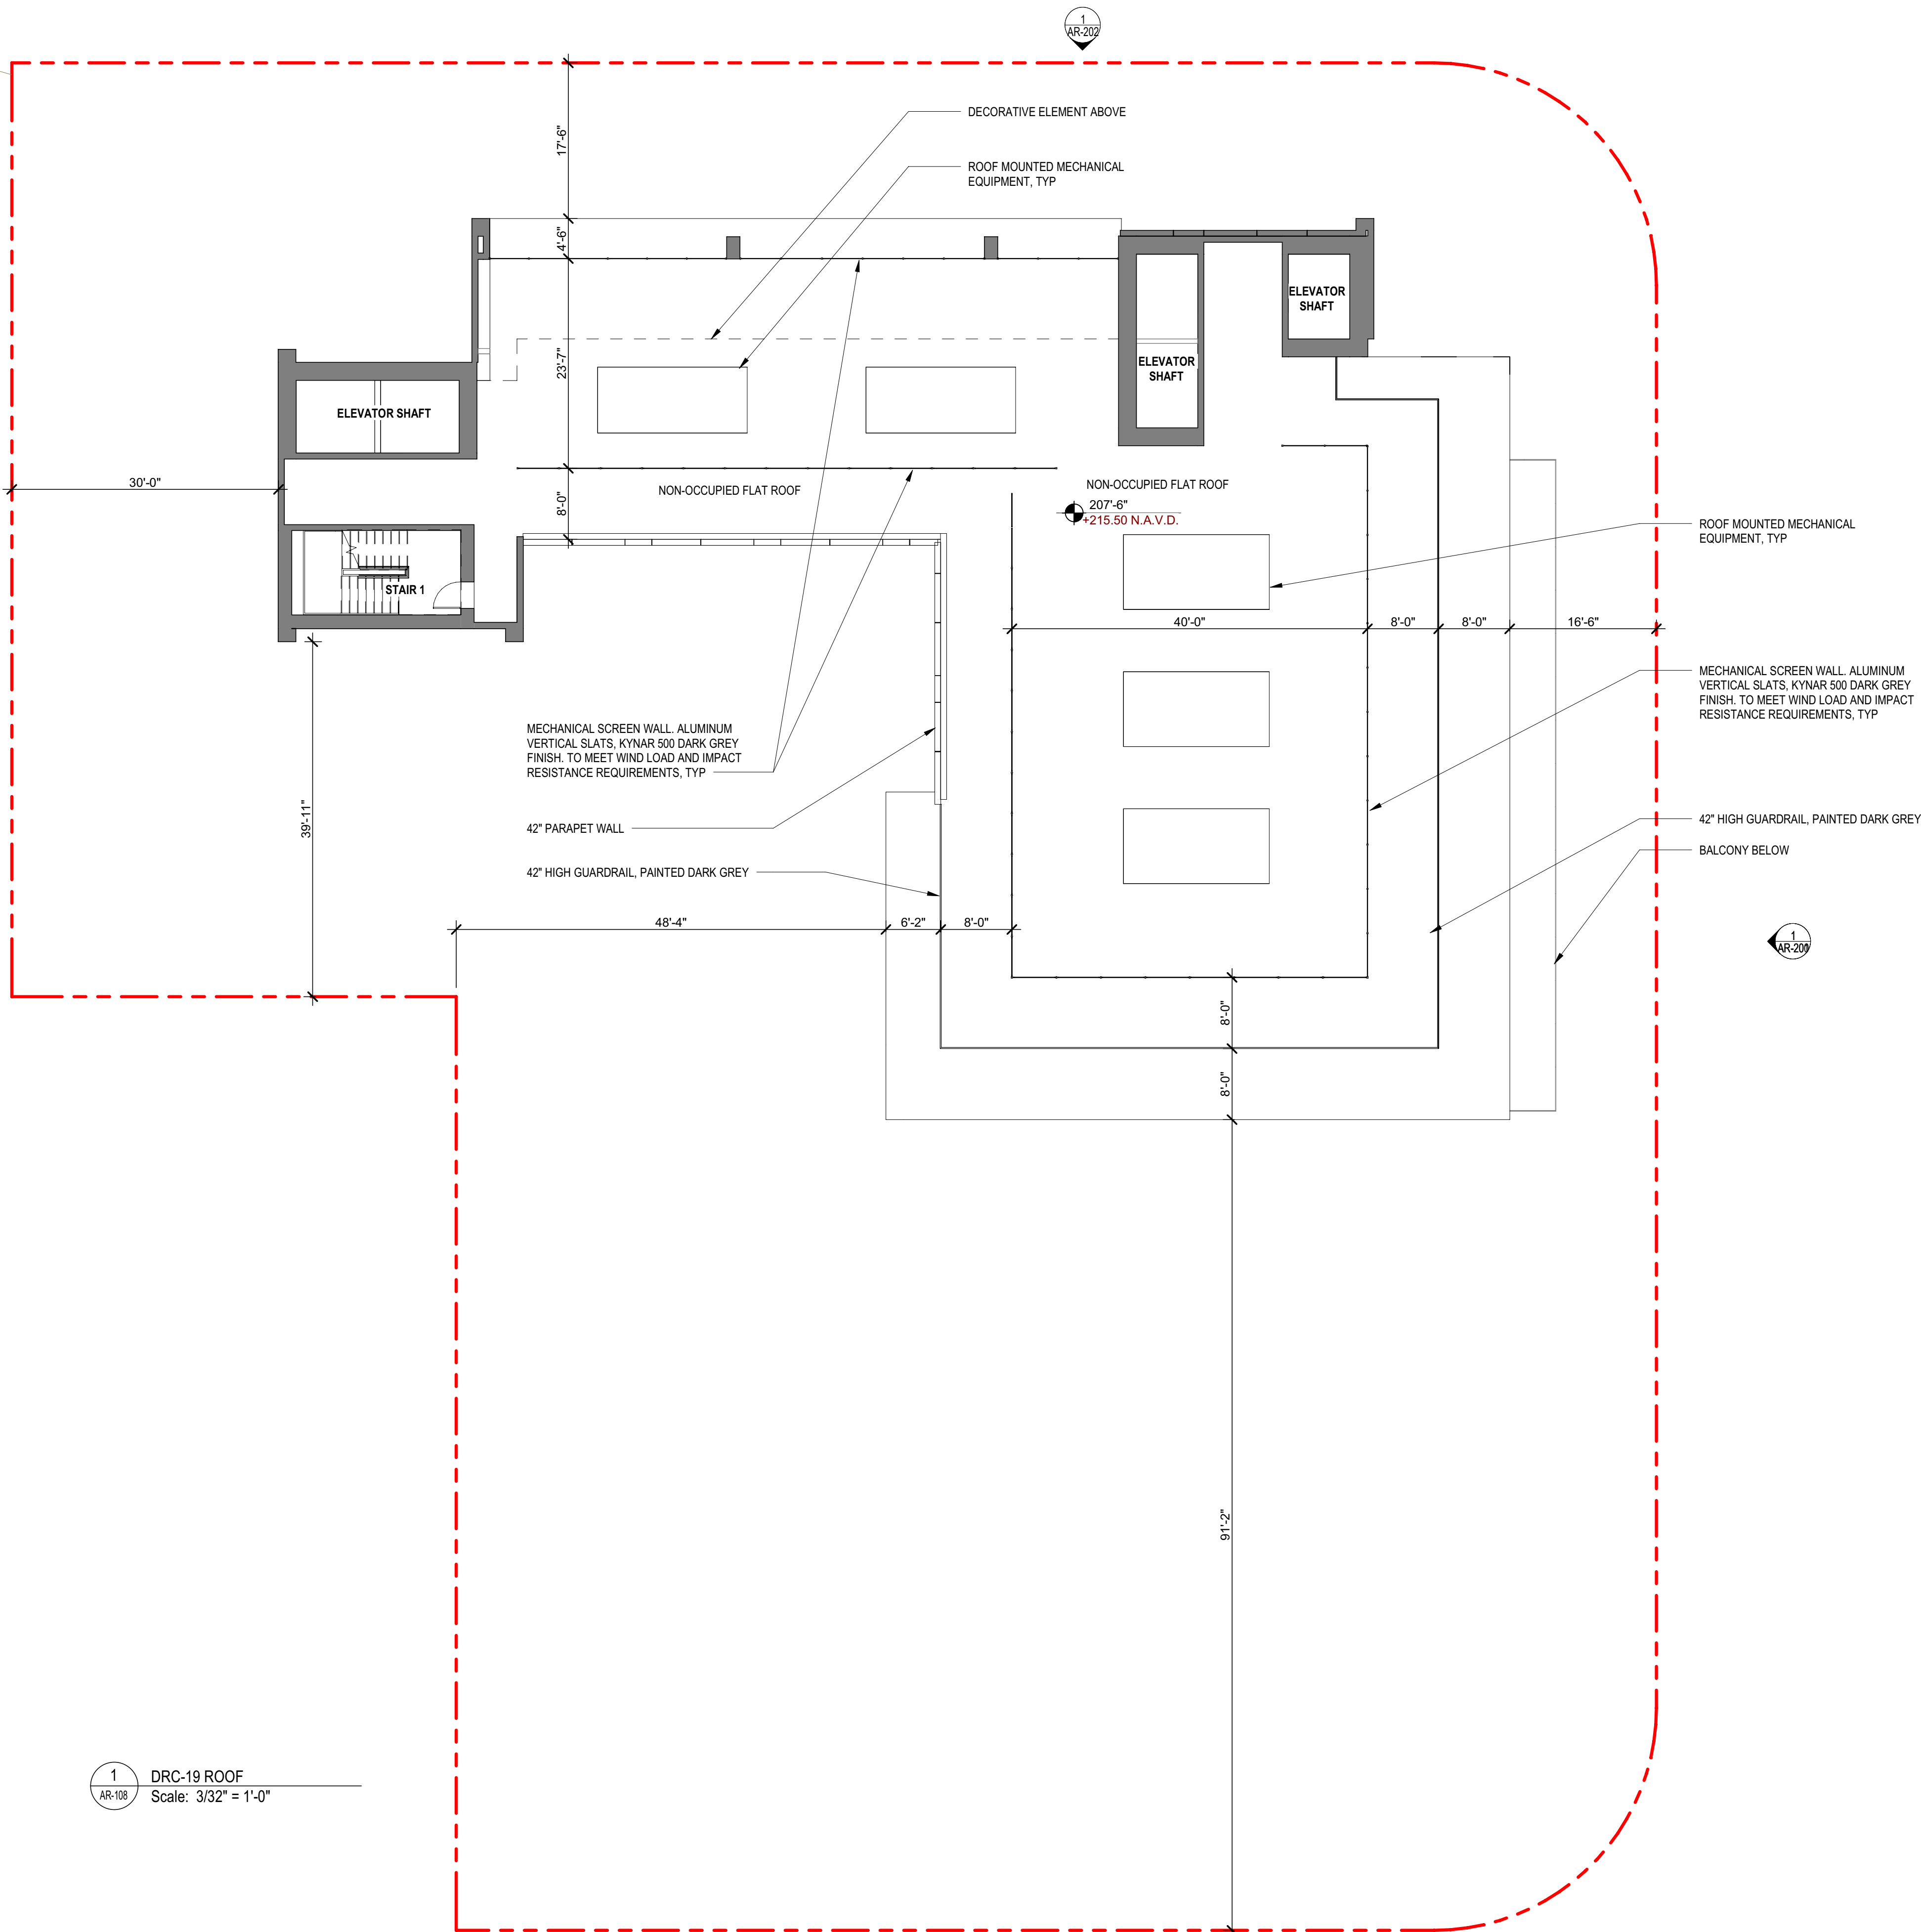 1
AR-202
DECORATIVE ELEMENT ABOVE
17'-6"
ROOF MOUNTED MECHANICAL
EQUIPMENT, TYP
4'-6"
ELEVATOR
SHAFT
ELEVATOR
SHAFT
23'-7"
ELEVATOR SHAFT
30'-0"
NON-OCCUPIED FLAT ROOF
NON-OCCUPIED FLAT ROOF
8'-0"
207'-6"
+215.50 N.A.V.D.
ROOF MOUNTED MECHANICAL
EQUIPMENT, TYP
STAIR 1
40'-0"
8'-0"
8'-0"
16'-6"
MECHANICAL SCREEN WALL. ALUMINUM
VERTICAL SLATS, KYNAR 500 DARK GREY
FINISH. TO MEET WIND LOAD AND IMPACT
RESISTANCE REQUIREMENTS, TYP
MECHANICAL SCREEN WALL. ALUMINUM
VERTICAL SLATS, KYNAR 500 DARK GREY
FINISH. TO MEET WIND LOAD AND IMPACT
RESISTANCE REQUIREMENTS, TYP
39'-11"
42" PARAPET WALL
42" HIGH GUARDRAIL, PAINTED DARK GREY
BALCONY BELOW
42" HIGH GUARDRAIL, PAINTED DARK GREY
48'-4"
6'-2"
8'-0"
1
8'-0"
8'-0"
91'-2"
1
AR-108
DRC-19 ROOF
Scale: 3/32" = 1'-0"